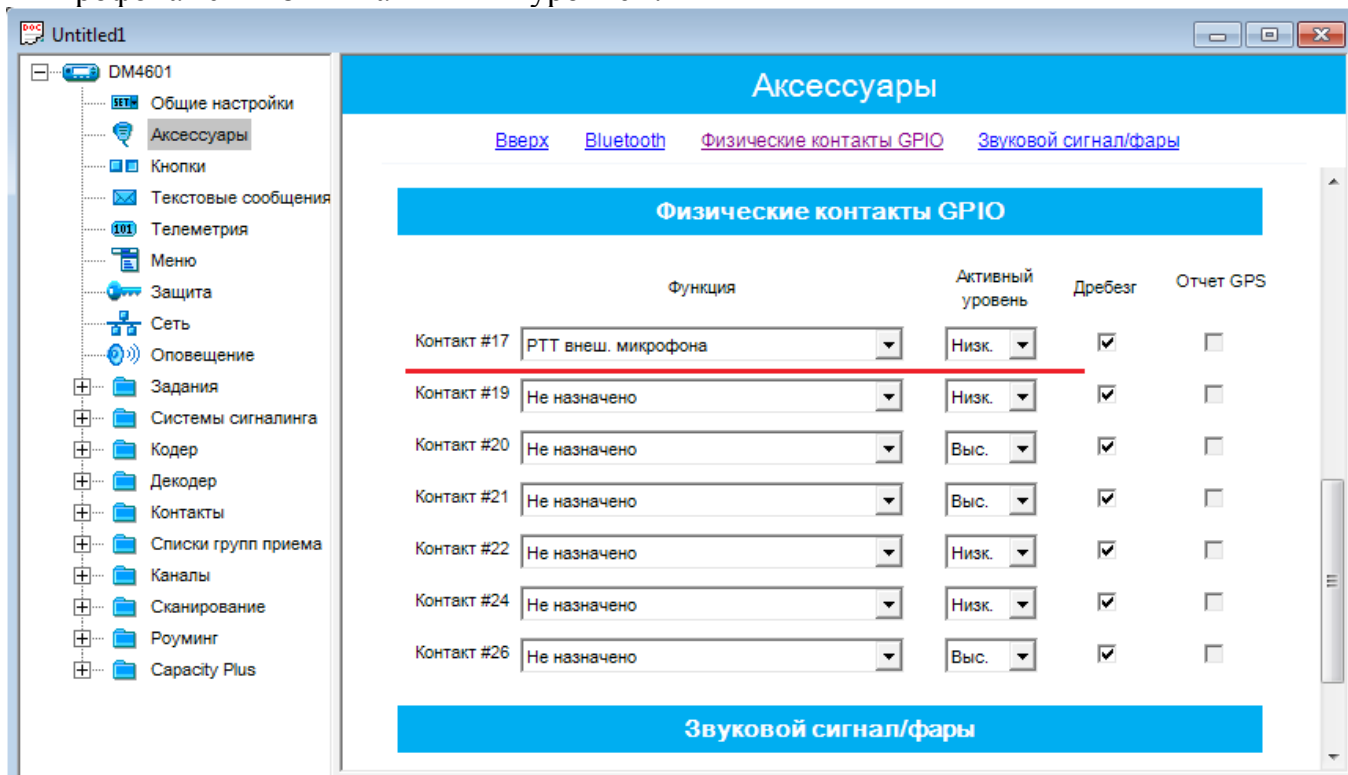 Untitled1
DM4601
Общие настройки
Аксессуары
Кнопки
Текстовые сообщения
Телеметрия
Меню
Защита
Сеть
Оповещение
Задания
Системы сигналинга
Кодер
Декодер
Контакты
Списки групп приема
Каналы
Сканирование
Роуминг
Capacity Plus
Аксессуары
Вверх Bluetooth Физические контакты GPIO Звуковой сигнал/фары
Физические контакты GPIO
Функция Активный уровень Дребезг Отчет GPS
Контакт #17 PTT внеш. микрофона Низк.
Контакт #19 Не назначено Низк.
Контакт #20 Не назначено Выс.
Контакт #21 Не назначено Выс.
Контакт #22 Не назначено Низк.
Контакт #24 Не назначено Низк.
Контакт #26 Не назначено Выс.
Звуковой сигнал/фары